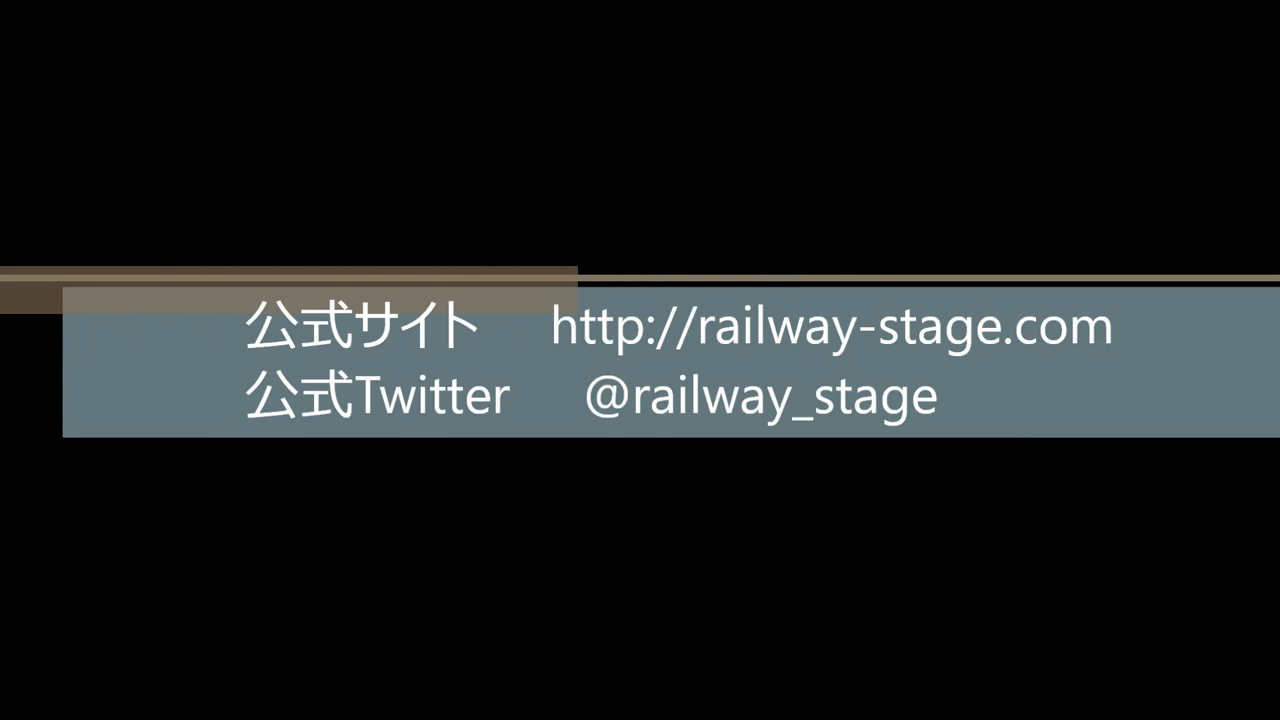 公式サイト http://railway-stage.com
公式Twitter @railway_stage